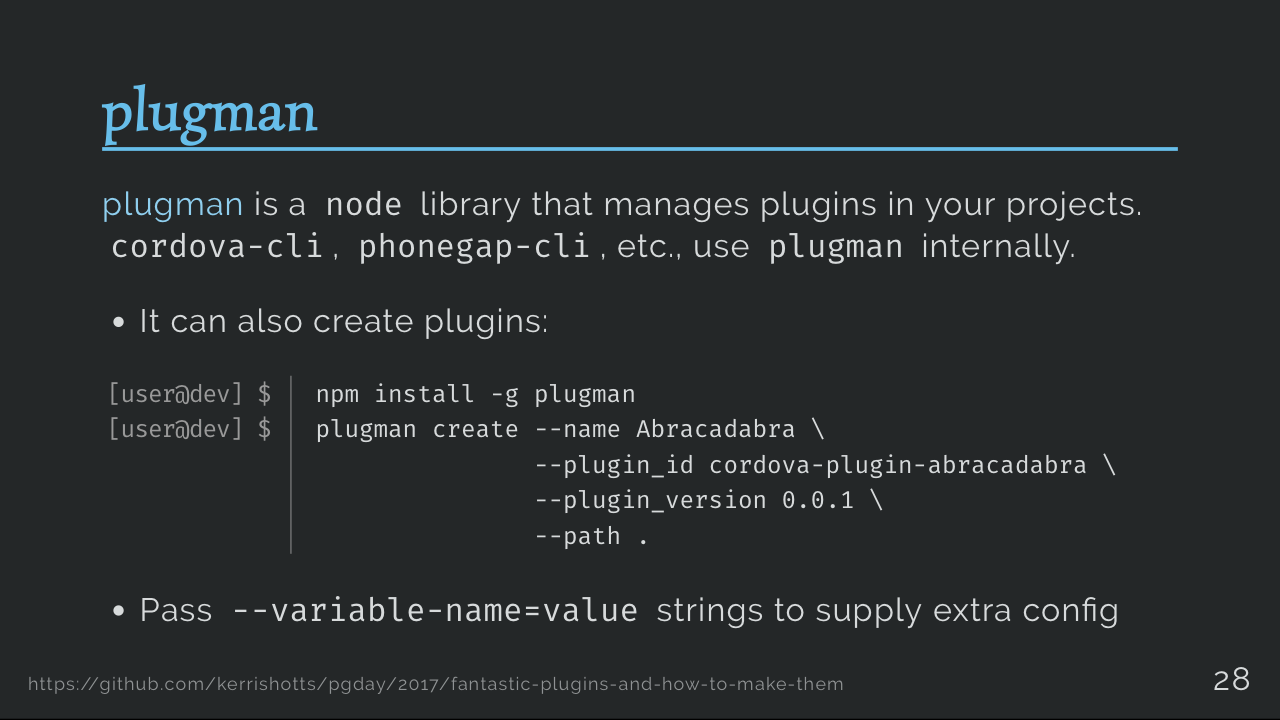 plugman
plugman is a node library that manages plugins in your projects.
cordova-cli , phonegap-cli , etc., use plugman internally.
• It can also create plugins:
[user@dev] $ npm install -g plugman
[user@dev] $ plugman create --name Abracadabra \
--plugin_id cordova-plugin-abracadabra \
--plugin_version 0.0.1 \
--path .
• Pass --variable-name=value strings to supply extra config
https://github.com/kerrishotts/pgday/2017/fantastic-plugins-and-how-to-make-them
28